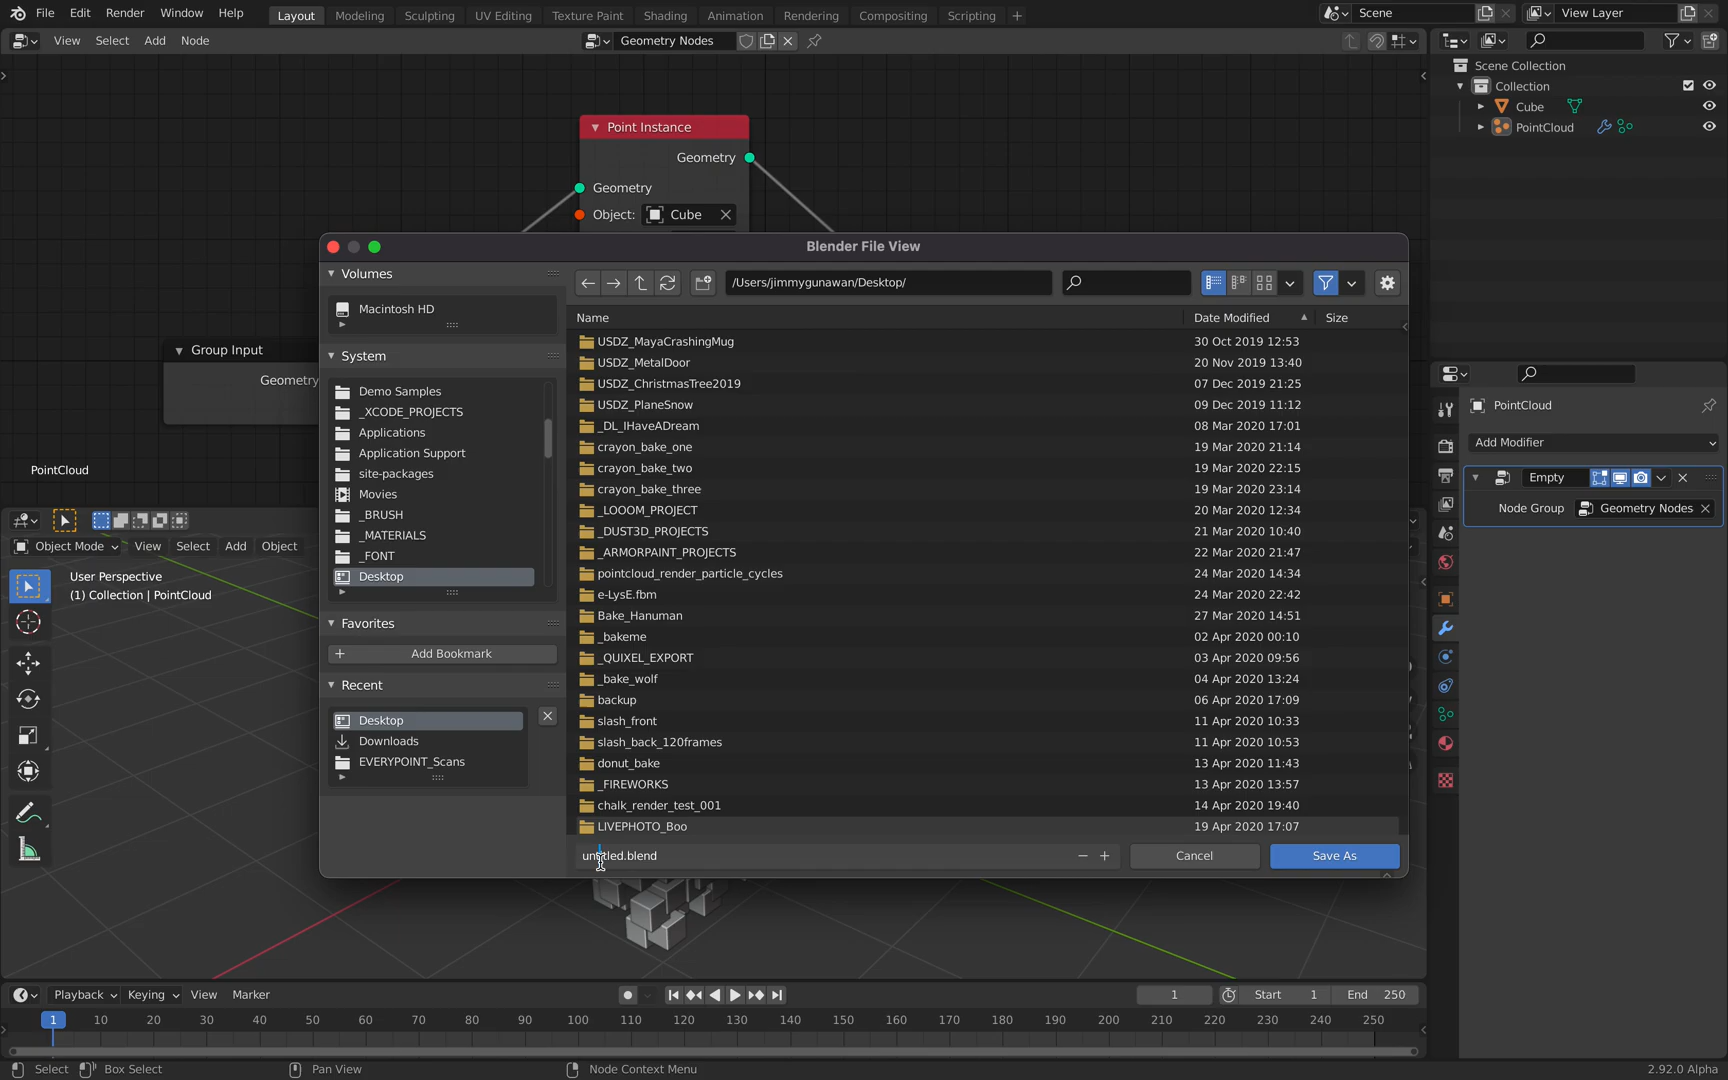 File Edit Render Window Help Layout Modeling Sculpting UV Editing Texture Paint Shading Animation Rendering Compositing Scripting + Scene View Layer
View Select Add Node Geometry Nodes
Scene Collection
Collection
Cube
PointCloud
Point Instance
Geometry
Geometry
Object: Cube
Group Input
Geometry
PointCloud
Blender File View
Volumes
Macintosh HD
System
Demo Samples
_XCODE_PROJECTS
Applications
Application Support
site-packages
Movies
_BRUSH
_MATERIALS
_FONT
Desktop
Favorites
Add Bookmark
Recent
Desktop
Downloads
EVERYPOINT_Scans
/Users/jimmygunawan/Desktop/
Name Date Modified Size
USDZ_MayaCrashingMug 30 Oct 2019 12:53
USDZ_MetalDoor 20 Nov 2019 13:40
USDZ_ChristmasTree2019 07 Dec 2019 21:25
USDZ_PlaneSnow 09 Dec 2019 11:12
_DL_IHaveADream 08 Mar 2020 17:01
crayon_bake_one 19 Mar 2020 21:14
crayon_bake_two 19 Mar 2020 22:15
crayon_bake_three 19 Mar 2020 23:14
_LOOOM_PROJECT 20 Mar 2020 12:34
_DUST3D_PROJECTS 21 Mar 2020 10:40
_ARMORPAINT_PROJECTS 22 Mar 2020 21:47
pointcloud_render_particle_cycles 24 Mar 2020 14:34
e-LysE.fbm 24 Mar 2020 22:42
Bake_Hanuman 27 Mar 2020 14:51
_bakeme 02 Apr 2020 00:10
_QUIXEL_EXPORT 03 Apr 2020 09:56
_bake_wolf 04 Apr 2020 13:24
backup 06 Apr 2020 17:09
slash_front 11 Apr 2020 10:33
slash_back_120frames 11 Apr 2020 10:53
donut_bake 13 Apr 2020 11:43
_FIREWORKS 13 Apr 2020 13:57
chalk_render_test_001 14 Apr 2020 19:40
LIVEPHOTO_Boo 19 Apr 2020 17:07
untitled.blend Cancel Save As
PointCloud
Add Modifier
Empty
Node Group Geometry Nodes
Object Mode View Select Add Object
User Perspective
(1) Collection | PointCloud
Playback Keying View Marker 1 Start 1 End 250
1 10 20 30 40 50 60 70 80 90 100 110 120 130 140 150 160 170 180 190 200 210 220 230 240 250
Select Box Select Pan View Node Context Menu 2.92.0 Alpha